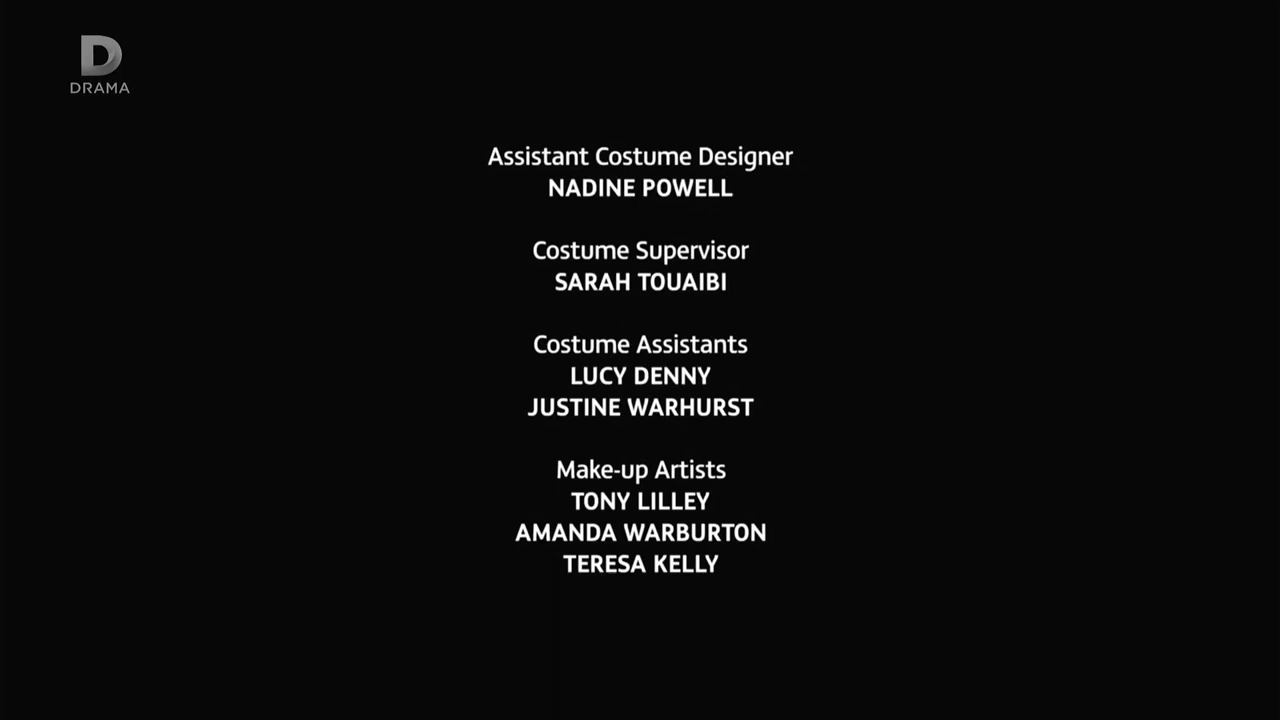 D
DRAMA
Assistant Costume Designer
NADINE POWELL
Costume Supervisor
SARAH TOUAIBI
Costume Assistants
LUCY DENNY
JUSTINE WARHURST
Make-up Artists
TONY LILLEY
AMANDA WARBURTON
TERESA KELLY